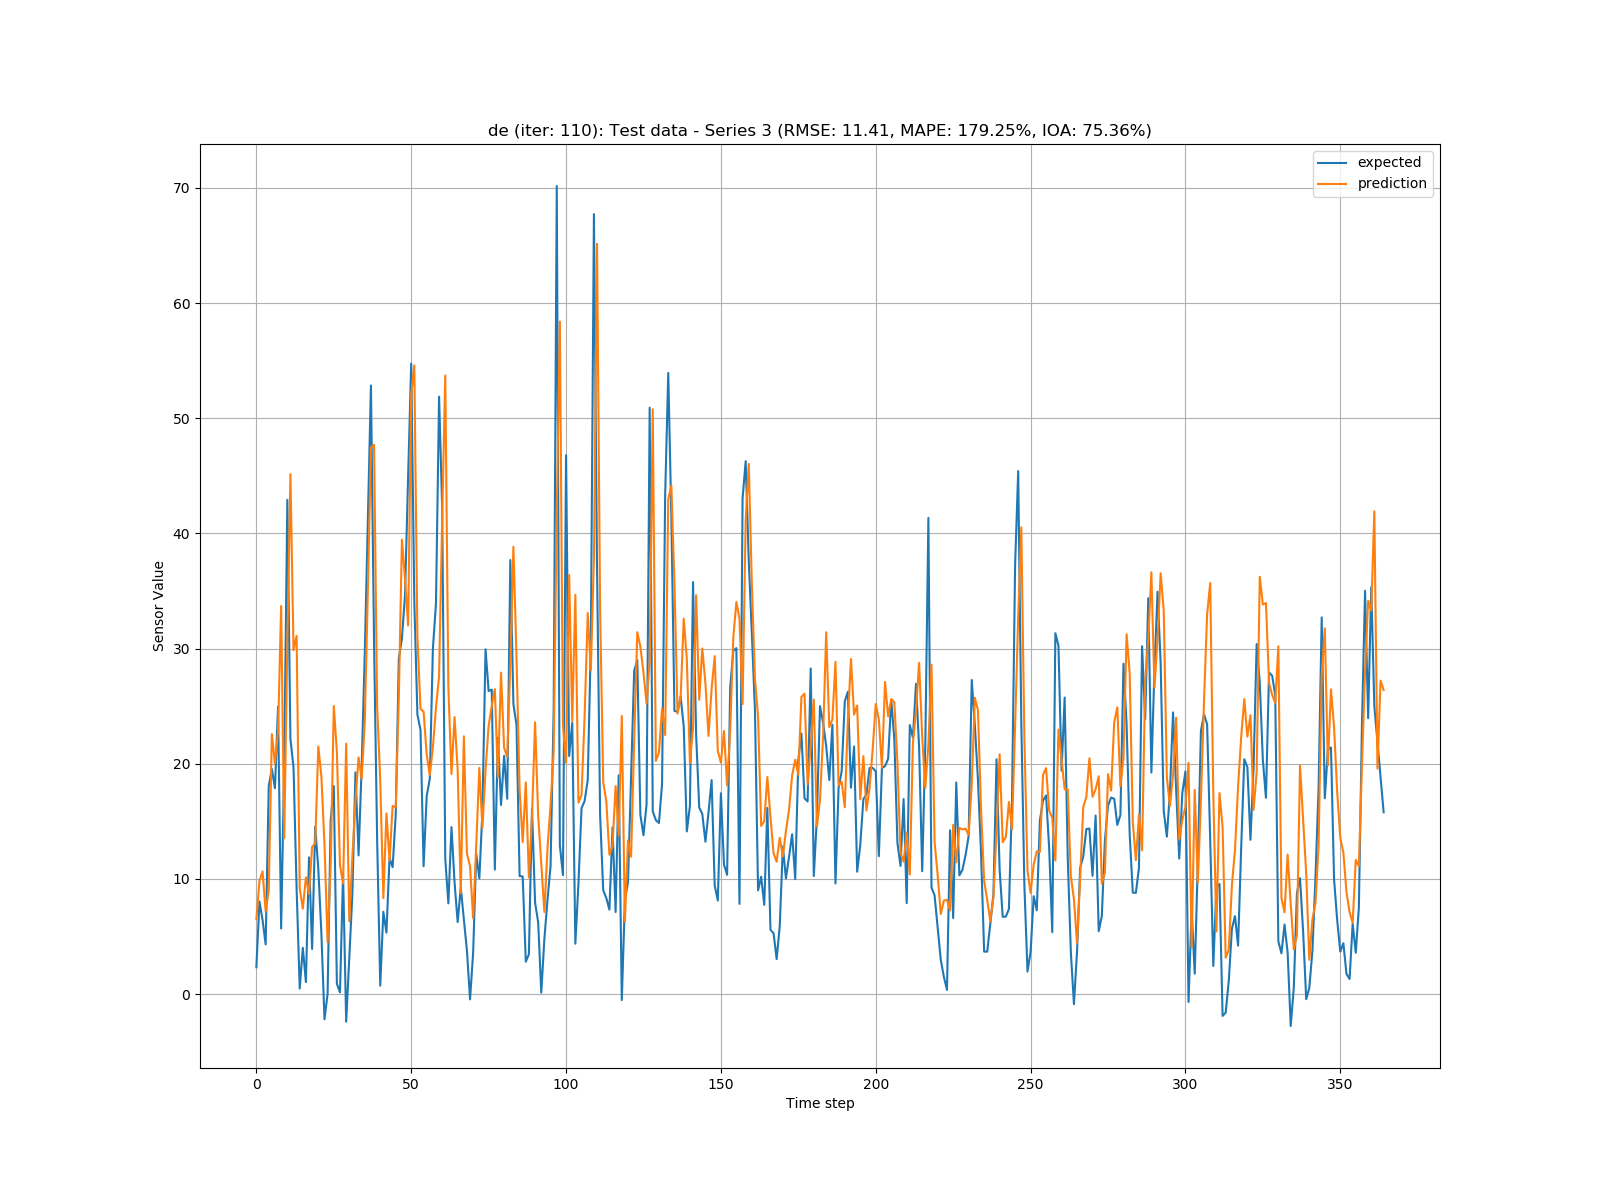 de (iter: 110): Test data - Series 3 (RMSE: 11.41, MAPE: 179.25%, IOA: 75.36%)
expected
prediction
70
60
50
40
30
20
10
0
Sensor Value
0 50 100 150 200 250 300 350
Time step